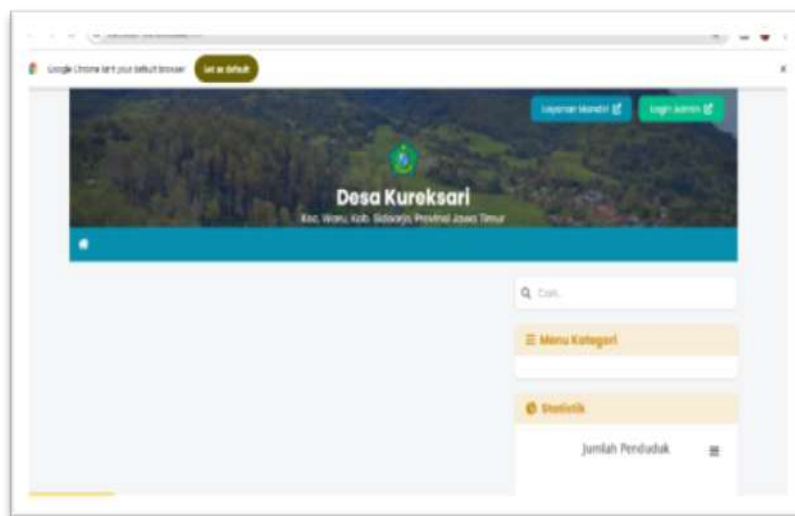 Google Chrome isn't your default browser
Set as default
Layanan Mandiri
Login Admin
Desa Kureksari
Kec. Waru, Kab. Sidoarjo, Provinsi Jawa Timur
Cari...
Menu Kategori
Statistik
Jumlah Penduduk